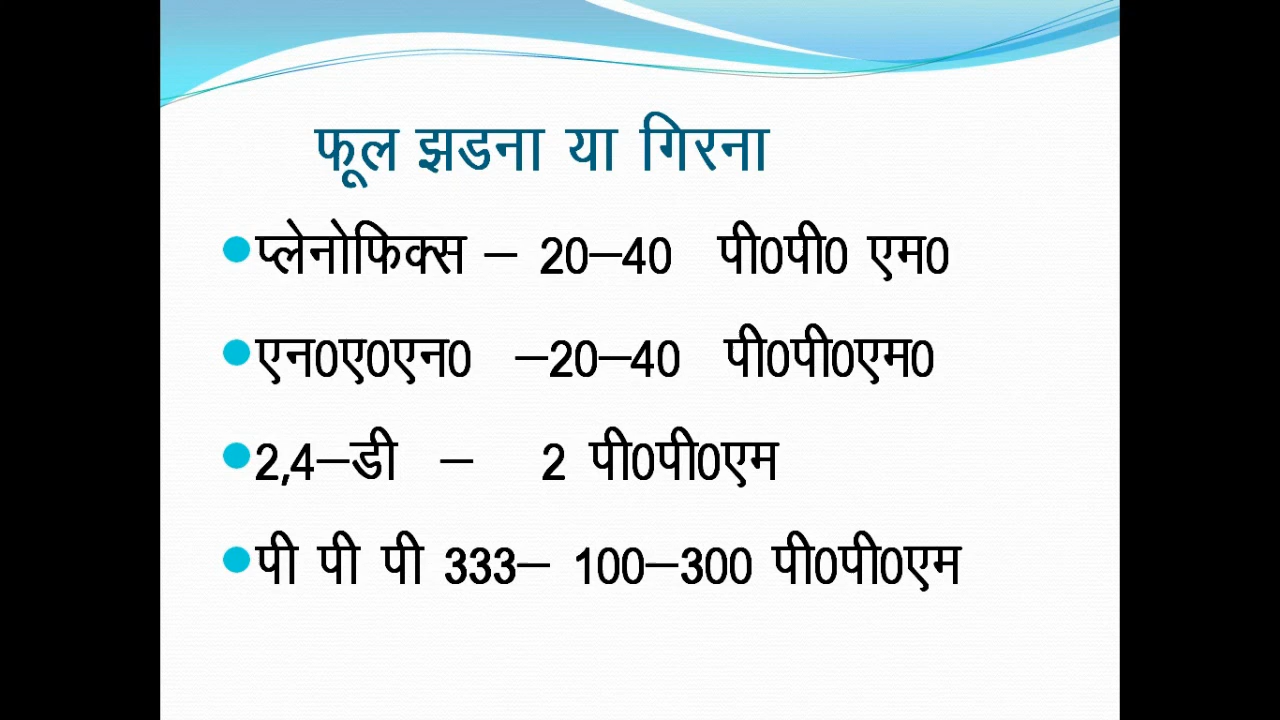 फूल झडना या गिरना
प्लेनोफिक्स – 20–40 पी0पी0 एम0
एन0ए0एन0 –20–40 पी0पी0एम0
2,4–डी – 2 पी0पी0एम
पी पी पी 333– 100–300 पी0पी0एम